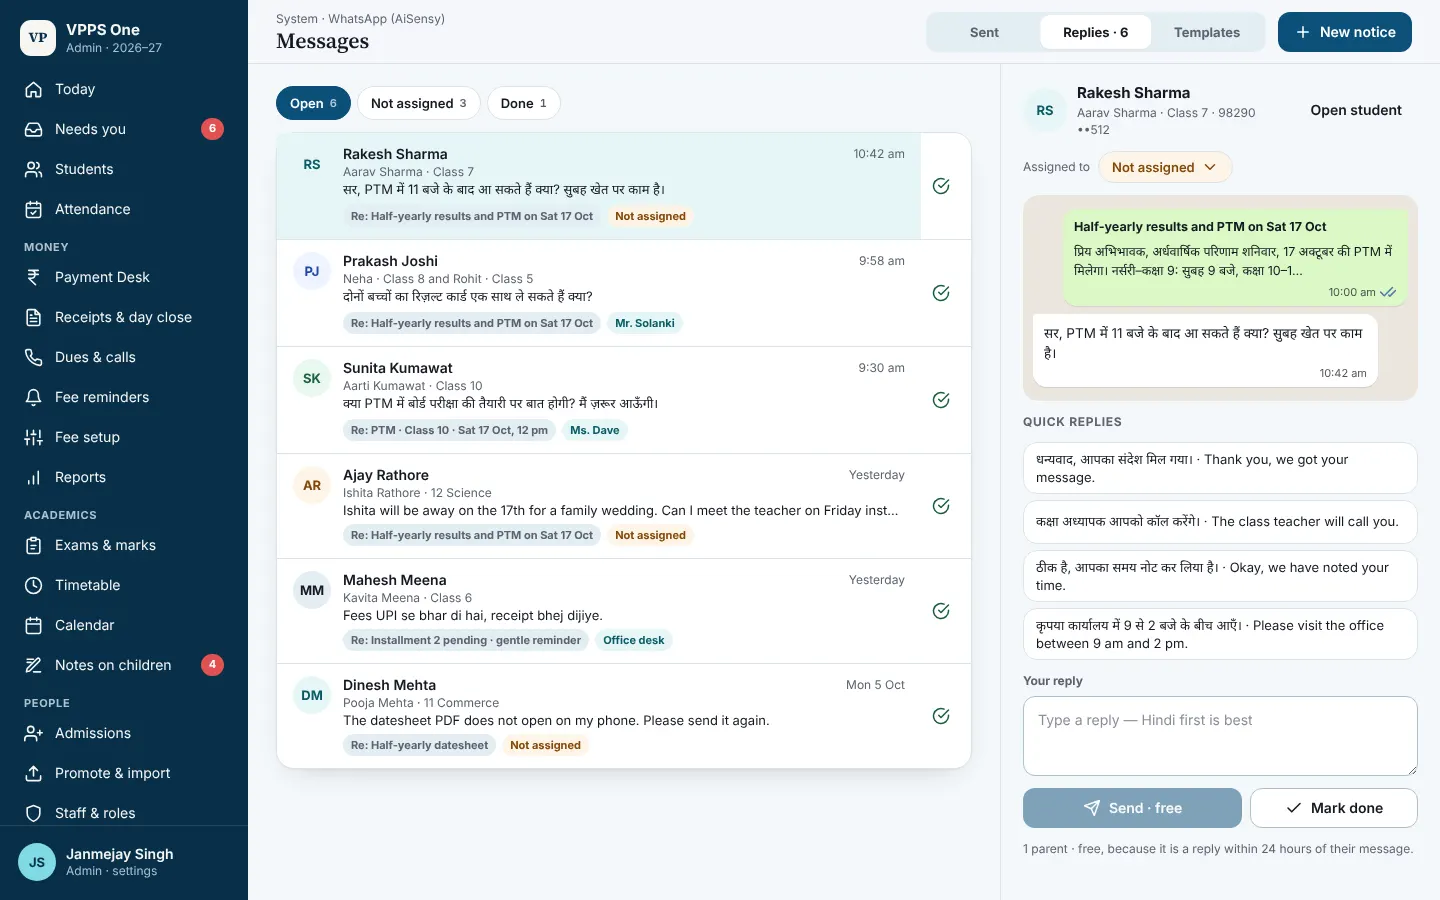 VP
VPPS One
Admin · 2026–27
Today
Needs you 6
Students
Attendance
MONEY
Payment Desk
Receipts & day close
Dues & calls
Fee reminders
Fee setup
Reports
ACADEMICS
Exams & marks
Timetable
Calendar
Notes on children 4
PEOPLE
Admissions
Promote & import
Staff & roles
JS
Janmejay Singh
Admin · settings
System · WhatsApp (AiSensy)
Messages
Sent
Replies · 6
Templates
New notice
Open 6
Not assigned 3
Done 1
RS
Rakesh Sharma
10:42 am
Aarav Sharma · Class 7
सर, PTM में 11 बजे के बाद आ सकते हैं क्या? सुबह खेत पर काम है।
Re: Half-yearly results and PTM on Sat 17 Oct
Not assigned
PJ
Prakash Joshi
9:58 am
Neha · Class 8 and Rohit · Class 5
दोनों बच्चों का रिज़ल्ट कार्ड एक साथ ले सकते हैं क्या?
Re: Half-yearly results and PTM on Sat 17 Oct
Mr. Solanki
SK
Sunita Kumawat
9:30 am
Aarti Kumawat · Class 10
क्या PTM में बोर्ड परीक्षा की तैयारी पर बात होगी? मैं ज़रूर आऊँगी।
Re: PTM · Class 10 · Sat 17 Oct, 12 pm
Ms. Dave
AR
Ajay Rathore
Yesterday
Ishita Rathore · 12 Science
Ishita will be away on the 17th for a family wedding. Can I meet the teacher on Friday inst...
Re: Half-yearly results and PTM on Sat 17 Oct
Not assigned
MM
Mahesh Meena
Yesterday
Kavita Meena · Class 6
Fees UPI se bhar di hai, receipt bhej dijiye.
Re: Installment 2 pending · gentle reminder
Office desk
DM
Dinesh Mehta
Mon 5 Oct
Pooja Mehta · 11 Commerce
The datesheet PDF does not open on my phone. Please send it again.
Re: Half-yearly datesheet
Not assigned
RS
Rakesh Sharma
Aarav Sharma · Class 7 · 98290
••512
Open student
Assigned to
Not assigned
Half-yearly results and PTM on Sat 17 Oct
प्रिय अभिभावक, अर्धवार्षिक परिणाम शनिवार, 17 अक्टूबर की PTM में
मिलेगा। नर्सरी–कक्षा 9: सुबह 9 बजे, कक्षा 10–1...
10:00 am
सर, PTM में 11 बजे के बाद आ सकते हैं क्या? सुबह खेत पर काम
है।
10:42 am
QUICK REPLIES
धन्यवाद, आपका संदेश मिल गया। · Thank you, we got your
message.
कक्षा अध्यापक आपको कॉल करेंगे। · The class teacher will call you.
ठीक है, आपका समय नोट कर लिया है। · Okay, we have noted your
time.
कृपया कार्यालय में 9 से 2 बजे के बीच आएँ। · Please visit the office
between 9 am and 2 pm.
Your reply
Type a reply — Hindi first is best
Send · free
Mark done
1 parent · free, because it is a reply within 24 hours of their message.